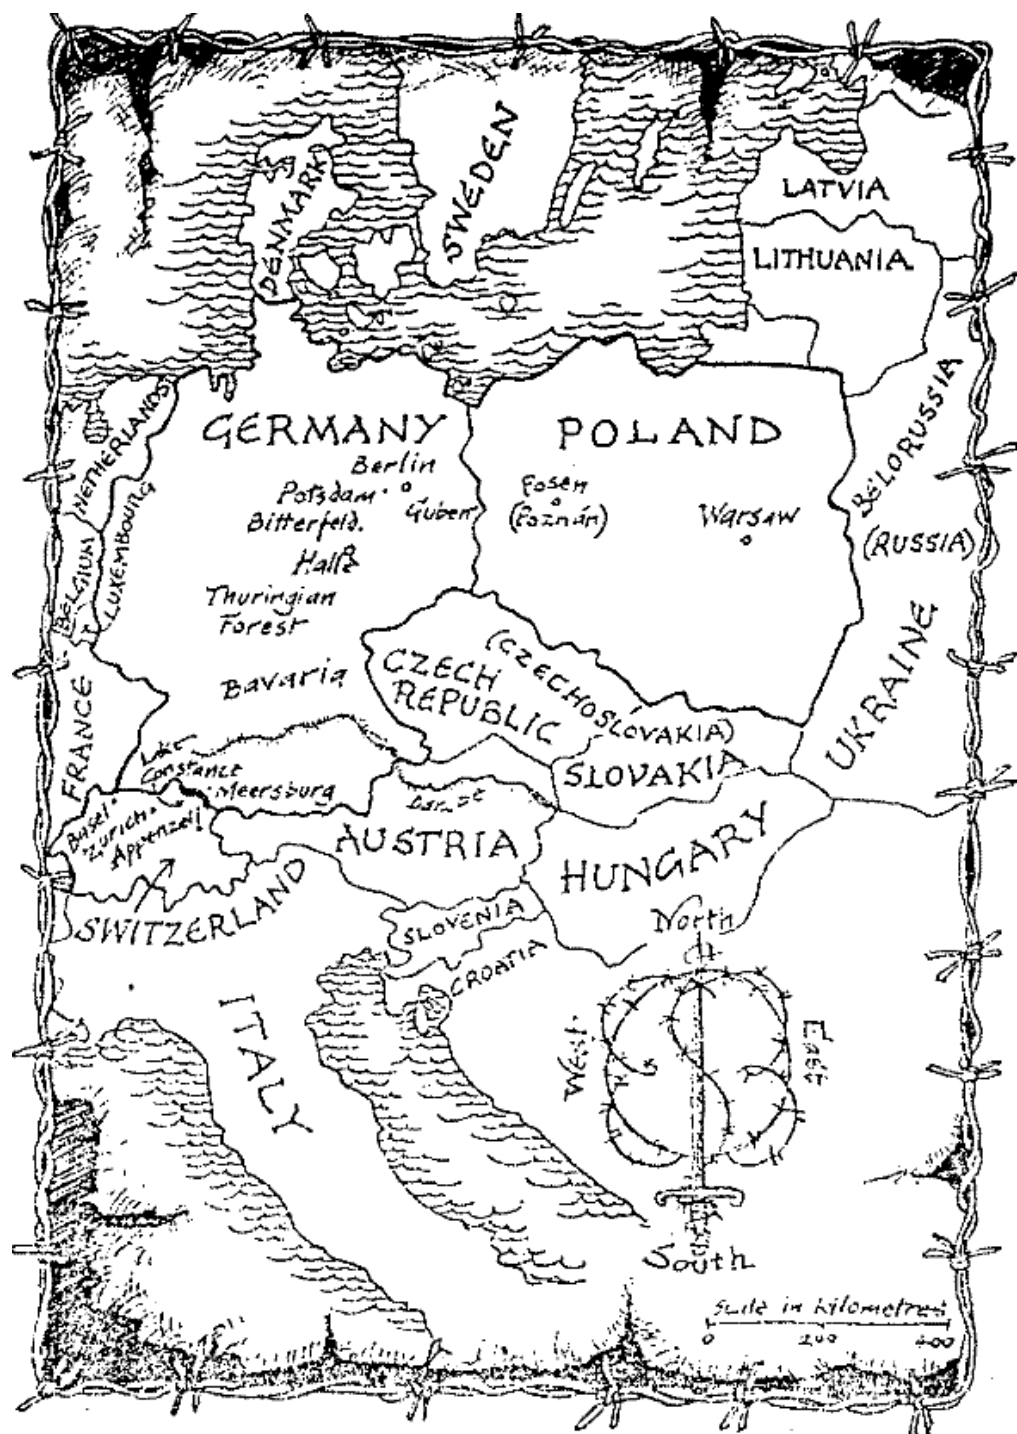 SWEDEN
DENMARK
LATVIA
LITHUANIA
NETHERLANDS
GERMANY
POLAND
BELORUSSIA
(RUSSIA)
Berlin
Potsdam
Guben
Bitterfeld.
Halle
Posen
(Poznán)
Warsaw
LUXEMBOURG
BELGIUM
Thuringian
Forest
Bavaria
CZECH
REPUBLIC
(CZECHOSLOVAKIA)
UKRAINE
FRANCE
Lake
Constance
Meersburg
SLOVAKIA
Basel
Zurich
Appenzell
AUSTRIA
HUNGARY
SWITZERLAND
SLOVENIA
CROATIA
ITALY
North
West
East
South
Scale in kilometres
0 200 400